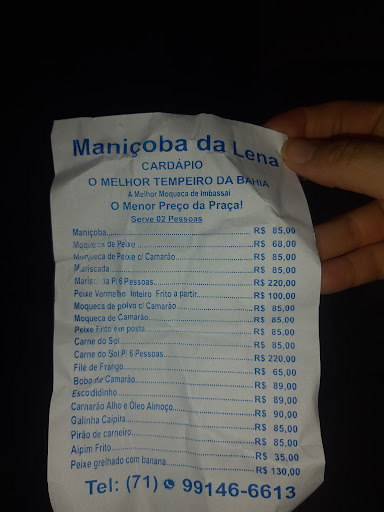 Maniçoba da Lena
CARDÁPIO
O MELHOR TEMPEIRO DA BAHIA
A Melhor Moqueca de Imbassai
O Menor Preço da Praça!
Serve 02 Pessoas
Maniçoba R$ 85,00
Moqueca de Peixe R$ 68,00
Moqueca de Peixe c/ Camarão R$ 85,00
Mariscada R$ 85,00
Mariscada P/ 6 Pessoas R$ 220,00
Peixe Vermelho Inteiro Frito a partir R$ 100,00
Moqueca de polvo c/ Camarão R$ 85,00
Moqueca de Camarão R$ 85,00
Peixe Frito em posta R$ 85,00
Carne do Sol R$ 85,00
Carne do Sol P/ 6 Pessoas R$ 220,00
Filé de Frango R$ 65,00
Bobo de Camarão R$ 89,00
Escodidinho R$ 89,00
Camarão Alho e Óleo Almoço R$ 90,00
Galinha Caipira R$ 85,00
Pirão de carneiro R$ 85,00
Aipim Frito R$ 35,00
Peixe grelhado com banana R$ 130,00
Tel: (71) 99146-6613